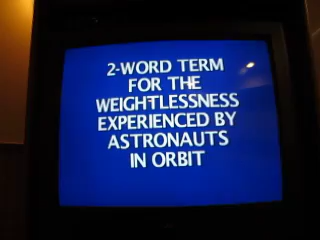 2-WORD TERM
FOR THE
WEIGHTLESSNESS
EXPERIENCED BY
ASTRONAUTS
IN ORBIT